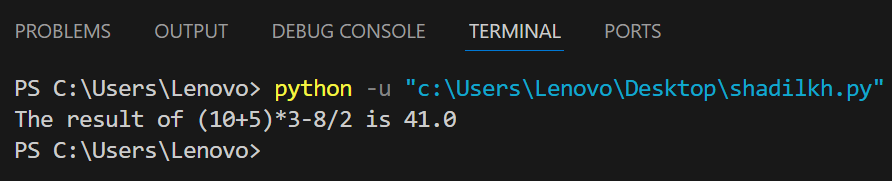 PROBLEMS OUTPUT DEBUG CONSOLE TERMINAL PORTS
PS C:\Users\Lenovo> python -u "c:\Users\Lenovo\Desktop\shadilkh.py"
The result of (10+5)*3-8/2 is 41.0
PS C:\Users\Lenovo>